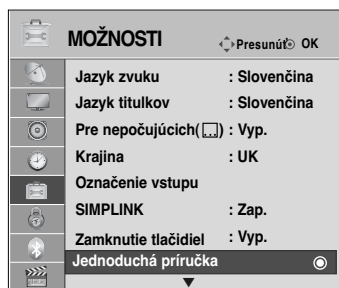 MOŽNOSTI Presunúť OK
Jazyk zvuku : Slovenčina
Jazyk titulkov : Slovenčina
Pre nepočujúcich( ) : Vyp.
Krajina : UK
Označenie vstupu
SIMPLINK : Zap.
Zamknutie tlačidiel : Vyp.
Jednoduchá príručka